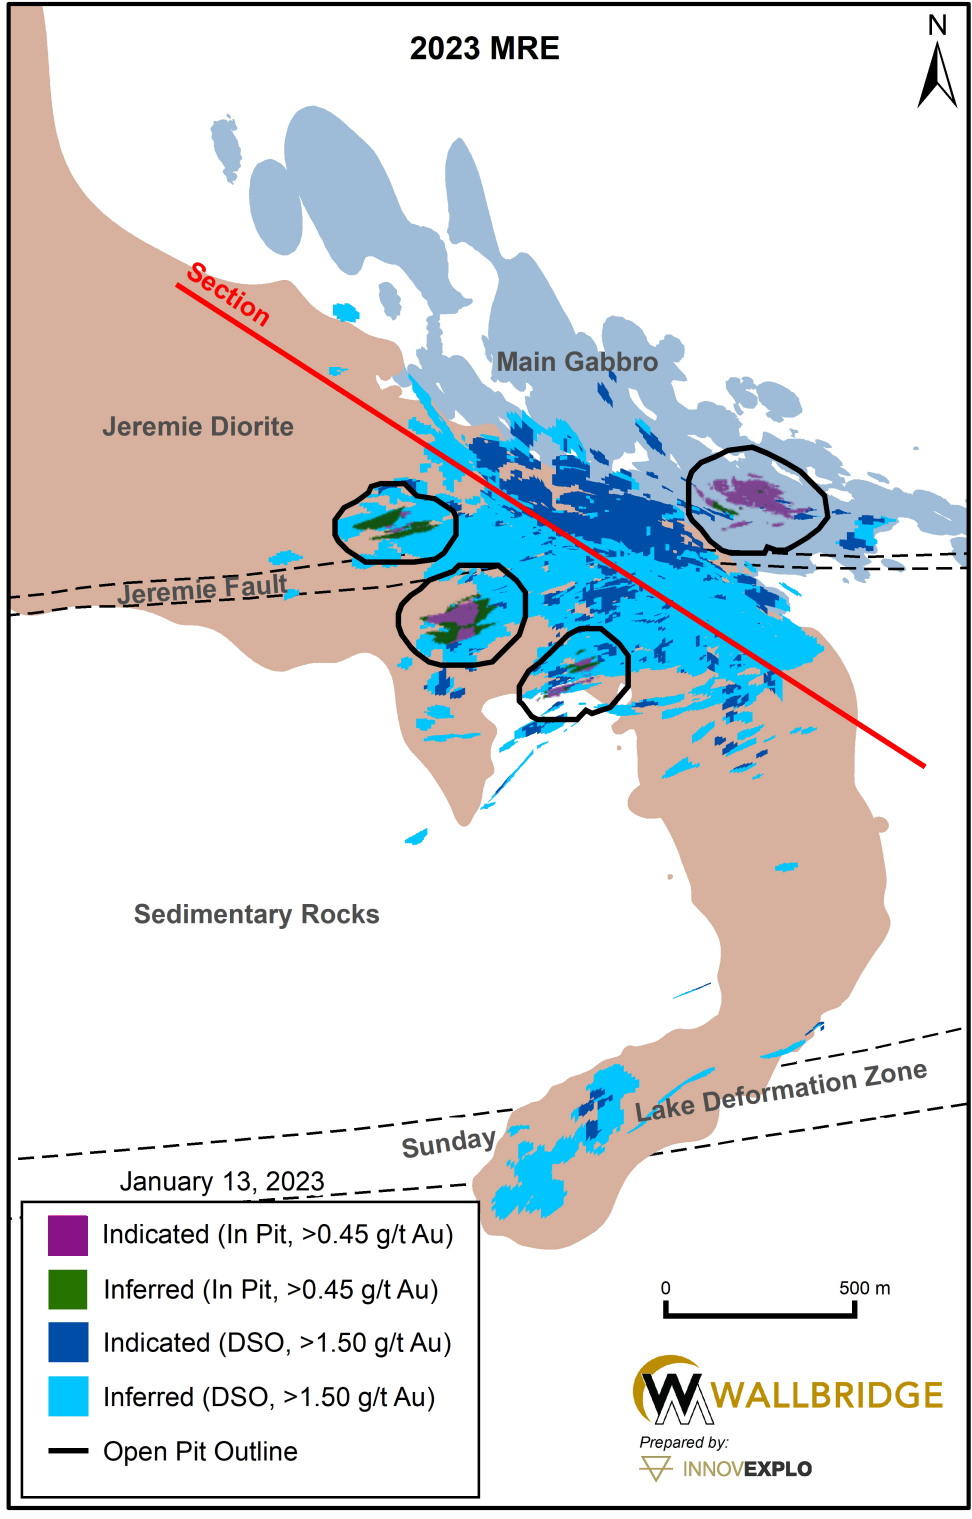 2023 MRE
N
Section
Main Gabbro
Jeremie Diorite
Jeremie Fault
Sedimentary Rocks
Sunday Lake Deformation Zone
January 13, 2023
Indicated (In Pit, >0.45 g/t Au)
Inferred (In Pit, >0.45 g/t Au)
Indicated (DSO, >1.50 g/t Au)
Inferred (DSO, >1.50 g/t Au)
Open Pit Outline
0 500 m
WALLBRIDGE
Prepared by:
INNOVEXPLO